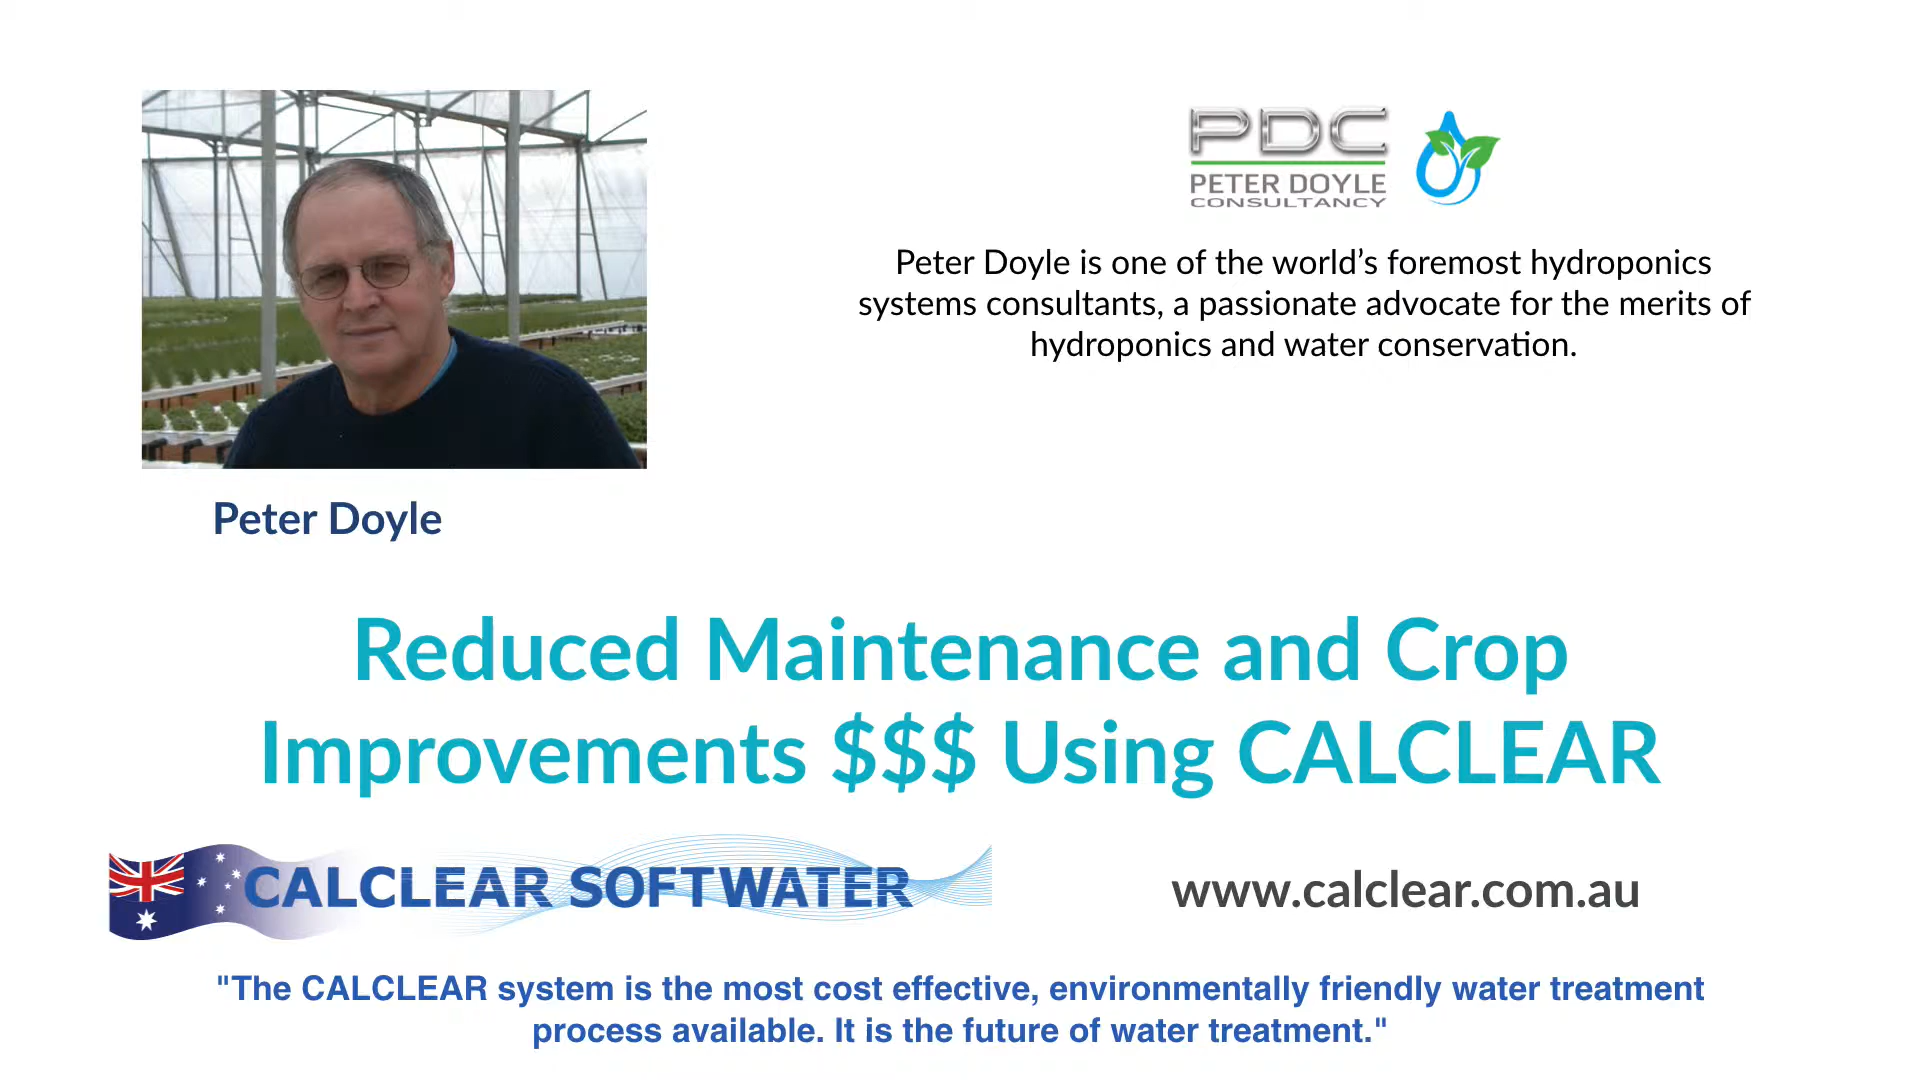 PDC
PETER DOYLE
CONSULTANCY
Peter Doyle is one of the world’s foremost hydroponics
systems consultants, a passionate advocate for the merits of
hydroponics and water conservation.
Peter Doyle
Reduced Maintenance and Crop
Improvements $$$ Using CALCLEAR
CALCLEAR SOFTWATER
www.calclear.com.au
"The CALCLEAR system is the most cost effective, environmentally friendly water treatment
process available. It is the future of water treatment."